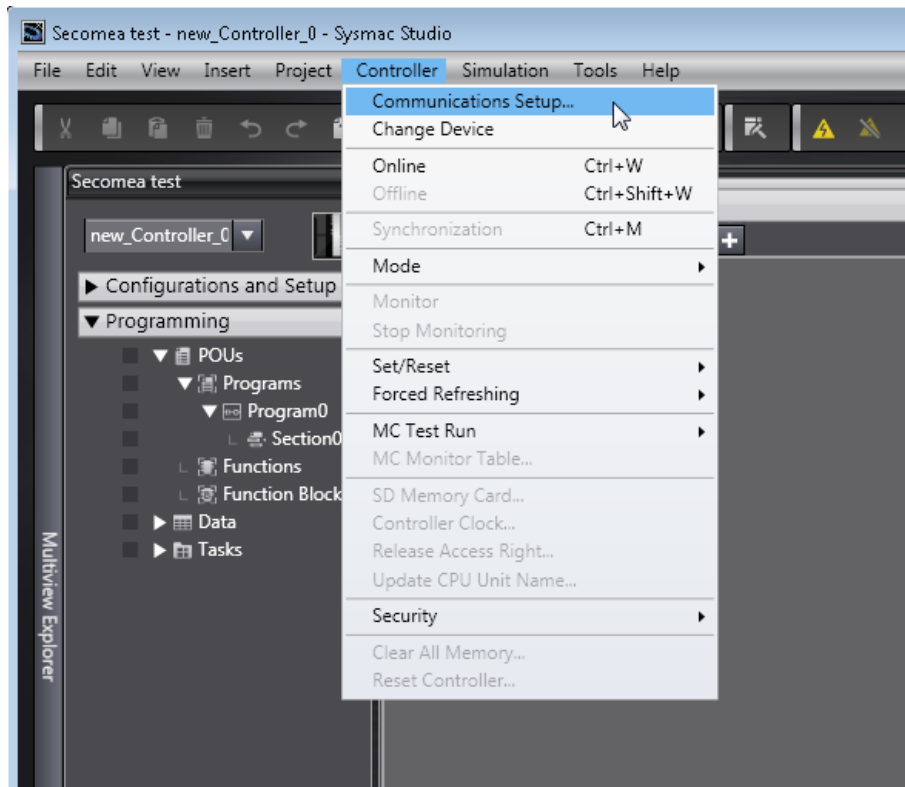 Secomea test - new_Controller_0 - Sysmac Studio
File Edit View Insert Project Controller Simulation Tools Help
Communications Setup...
Change Device
Online Ctrl+W
Offline Ctrl+Shift+W
Synchronization Ctrl+M
Mode
Monitor
Stop Monitoring
Set/Reset
Forced Refreshing
MC Test Run
MC Monitor Table...
SD Memory Card...
Controller Clock...
Release Access Right...
Update CPU Unit Name...
Security
Clear All Memory...
Reset Controller...
Multiview Explorer
Secomea test
new_Controller_0
Configurations and Setup
Programming
POUs
Programs
Program0
Section0
Functions
Function Block
Data
Tasks